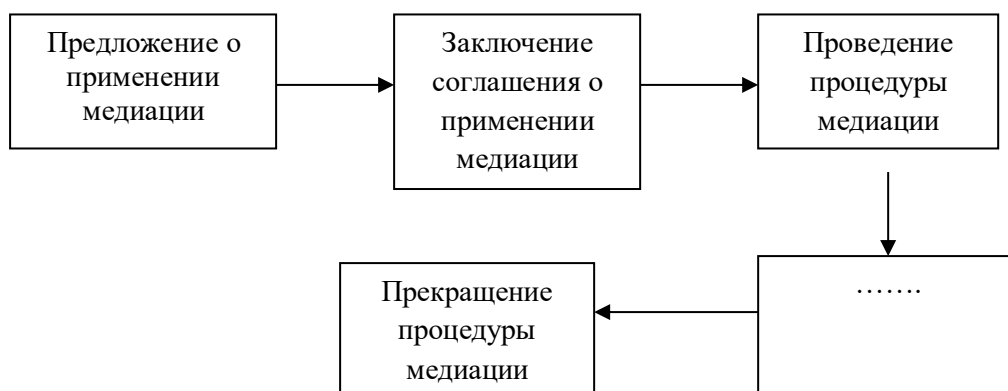 Предложение о
применении
медиации
Заключение
соглашения о
применении
медиации
Проведение
процедуры
медиации
…….
Прекращение
процедуры
медиации